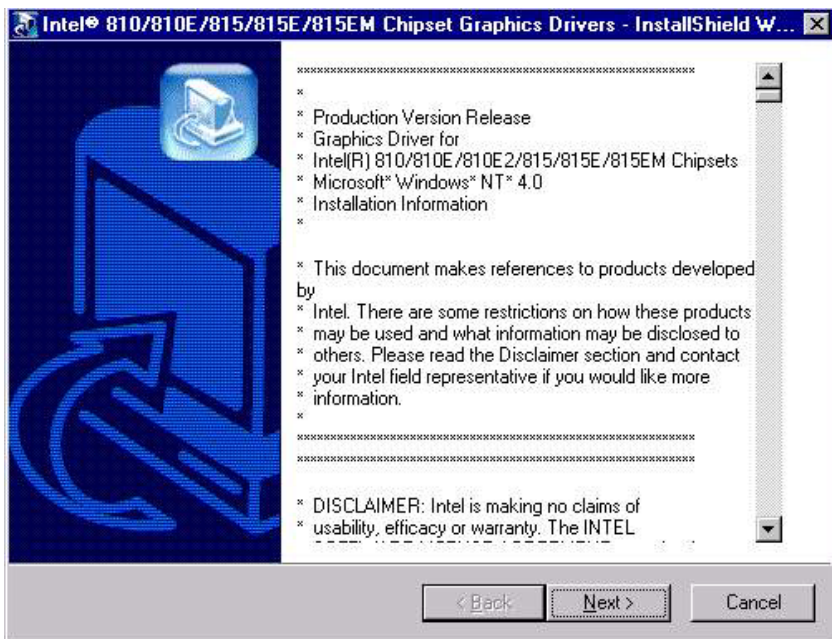 Intel® 810/810E/815/815E/815EM Chipset Graphics Drivers - InstallShield W...
************************************************************
*
* Production Version Release
* Graphics Driver for
* Intel(R) 810/810E/810E2/815/815E/815EM Chipsets
* Microsoft* Windows* NT* 4.0
* Installation Information
*
* This document makes references to products developed
by
* Intel. There are some restrictions on how these products
* may be used and what information may be disclosed to
* others. Please read the Disclaimer section and contact
* your Intel field representative if you would like more
* information.
*
************************************************************
************************************************************
* DISCLAIMER: Intel is making no claims of
* usability, efficacy or warranty. The INTEL
< Back
Next >
Cancel